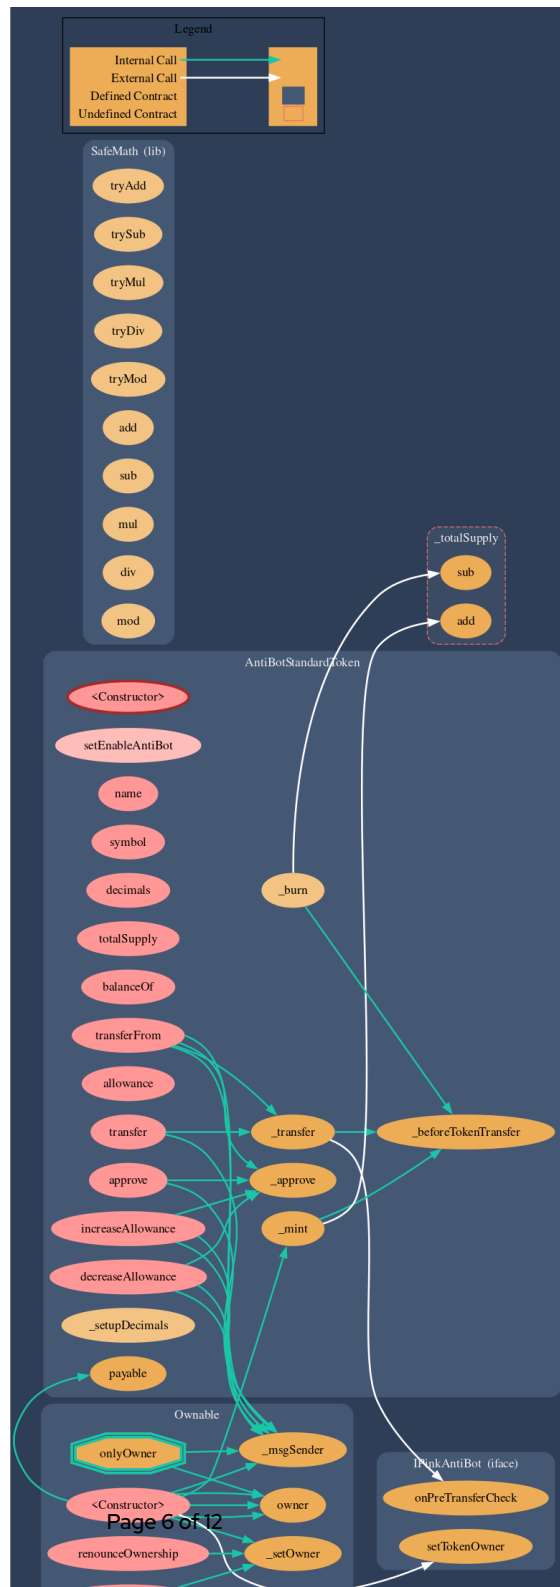 Legend
Internal Call
External Call
Defined Contract
Undefined Contract
SafeMath (lib)
tryAdd
trySub
tryMul
tryDiv
tryMod
add
sub
mul
div
mod
_totalSupply
sub
add
AntiBotStandardToken
<Constructor>
setEnableAntiBot
name
symbol
decimals
_burn
totalSupply
balanceOf
transferFrom
allowance
transfer
_transfer
_beforeTokenTransfer
approve
_approve
increaseAllowance
_mint
decreaseAllowance
_setupDecimals
payable
Ownable
onlyOwner
_msgSender
IPinkAntiBot (iface)
<Constructor>
owner
onPreTransferCheck
Page 6 of 12
renounceOwnership
_setOwner
setTokenOwner